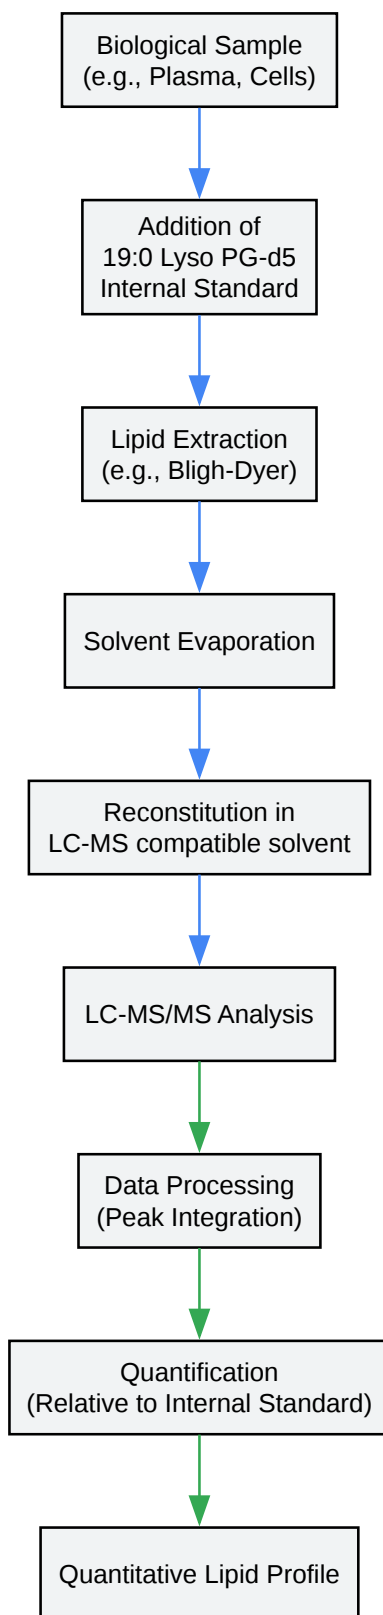 Biological Sample
(e.g., Plasma, Cells)
Addition of
19:0 Lyso PG-d5
Internal Standard
Lipid Extraction
(e.g., Bligh-Dyer)
Solvent Evaporation
Reconstitution in
LC-MS compatible solvent
LC-MS/MS Analysis
Data Processing
(Peak Integration)
Quantification
(Relative to Internal Standard)
Quantitative Lipid Profile